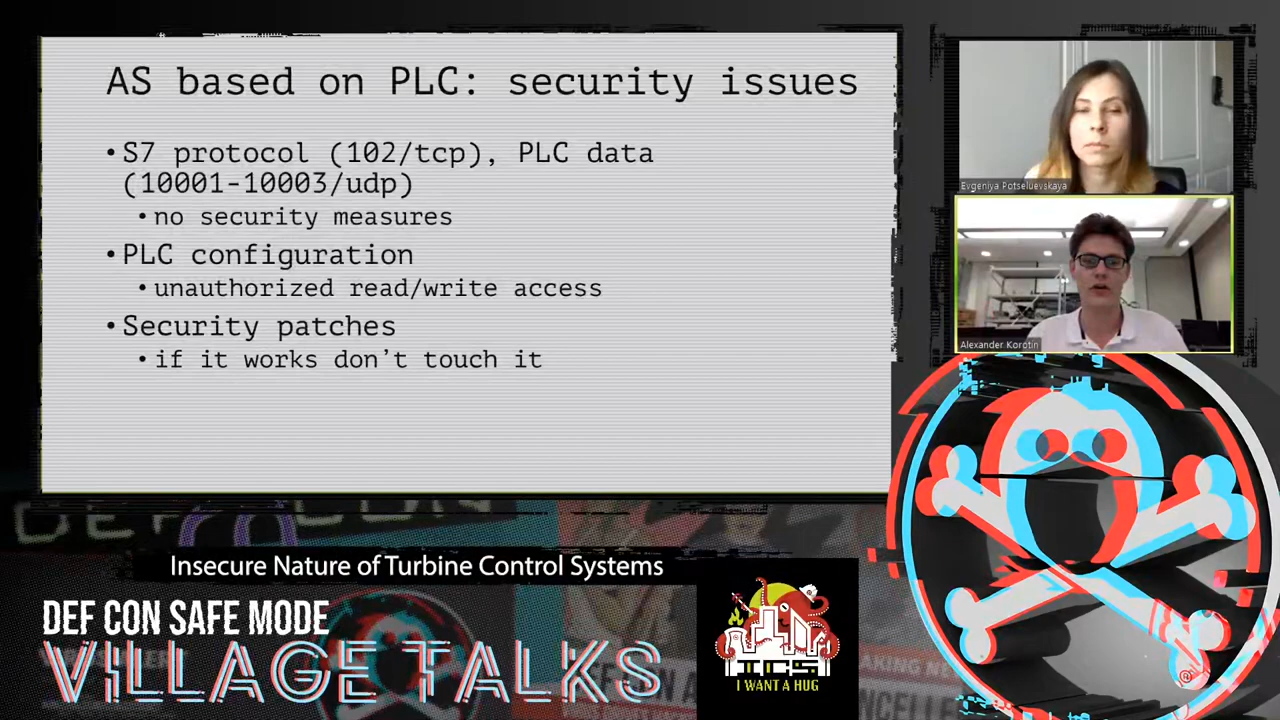 AS based on PLC: security issues
•S7 protocol (102/tcp), PLC data
(10001-10003/udp)
•no security measures
•PLC configuration
•unauthorized read/write access
•Security patches
•if it works don't touch it
Evgeniya Potseluevskaya
Alexander Korotin
DEF CON
Insecure Nature of Turbine Control Systems
DEF CON SAFE MODE
VILLAGE TALKS
ICS
I WANT A HUG
®